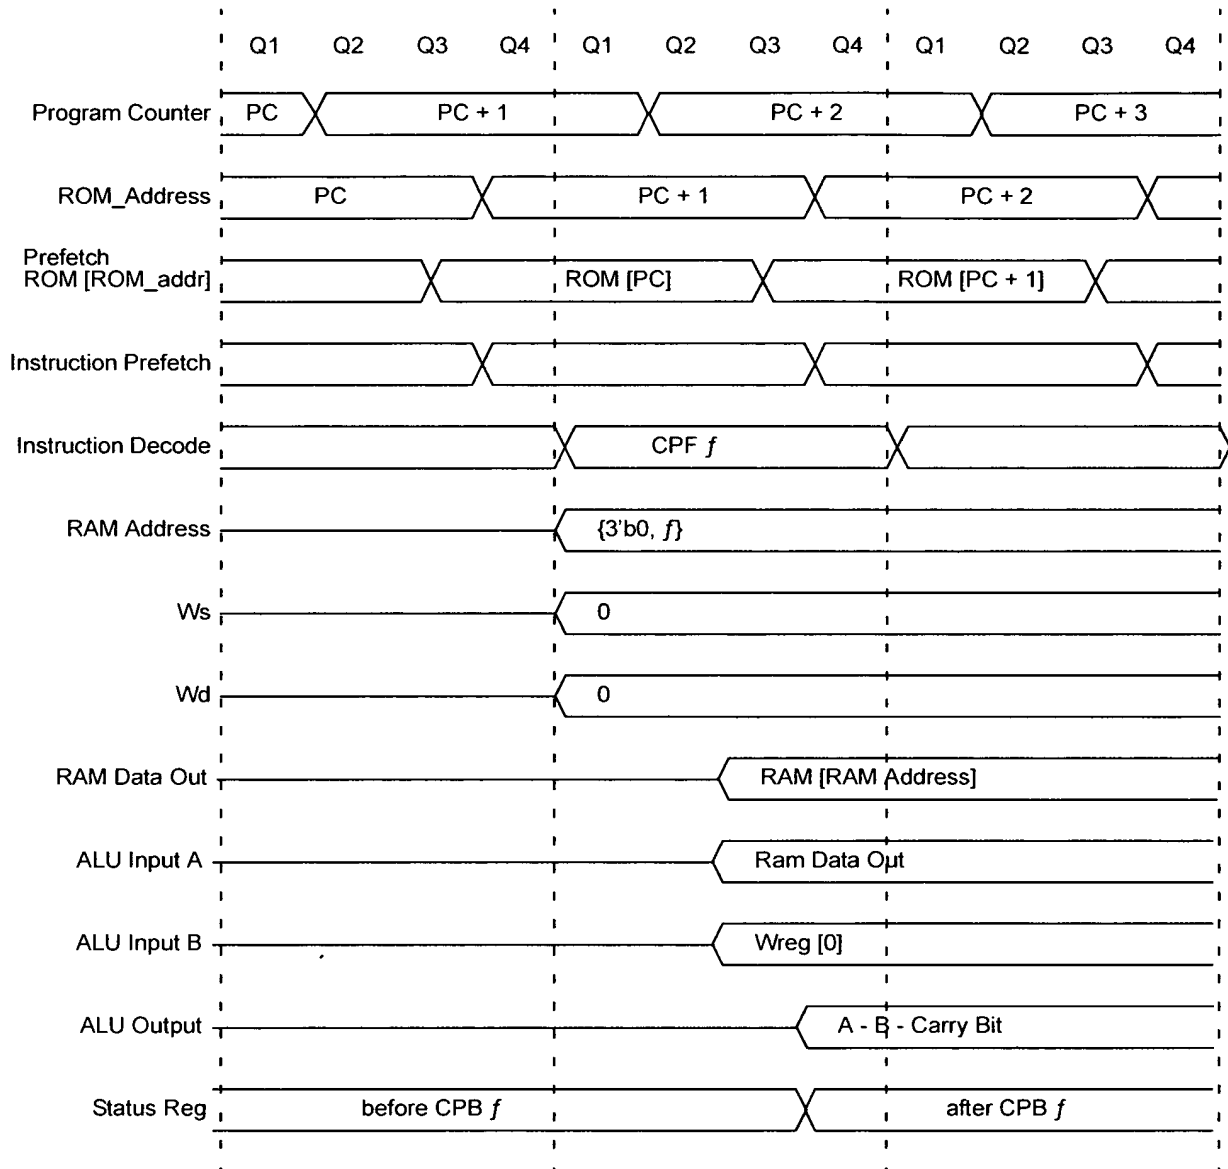 Q1 Q2 Q3 Q4 Q1 Q2 Q3 Q4 Q1 Q2 Q3 Q4
Program Counter PC PC + 1 PC + 2 PC + 3
ROM_Address PC PC + 1 PC + 2
Prefetch
ROM [ROM_addr] ROM [PC] ROM [PC + 1]
Instruction Prefetch
Instruction Decode CPF ƒ
RAM Address {3'b0, ƒ}
Ws 0
Wd 0
RAM Data Out RAM [RAM Address]
ALU Input A Ram Data Out
ALU Input B Wreg [0]
ALU Output A - B - Carry Bit
Status Reg before CPB ƒ after CPB ƒ